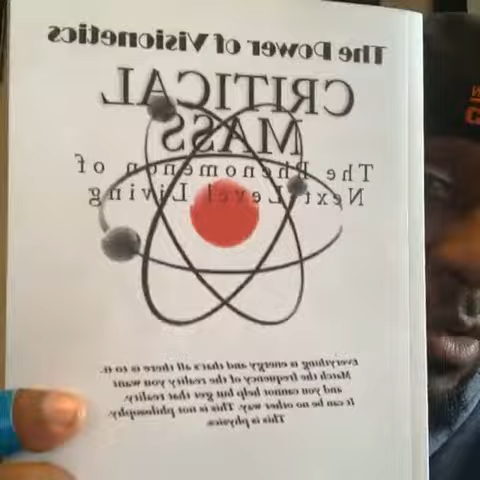 The Power of Visionetics
CRITICAL
MASS
The Phenomenon of
Next Level Living
Everything is energy and that's all there is to it.
Match the frequency of the reality you want
and you cannot help but get that reality.
It can be no other way. This is not philosophy.
This is physics.